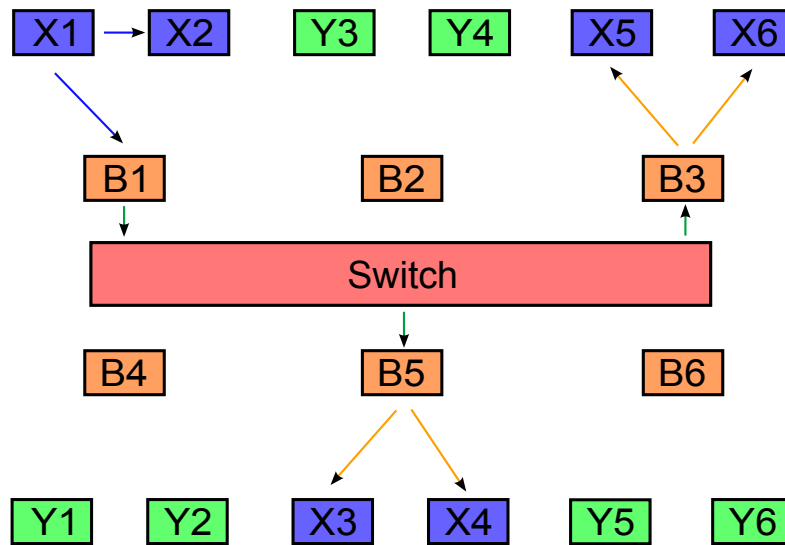 X1 X2 Y3 Y4 X5 X6
B1 B2 B3
Switch
B4 B5 B6
Y1 Y2 X3 X4 Y5 Y6